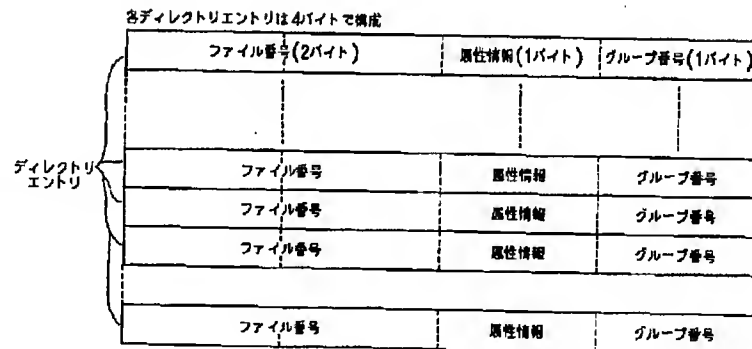 各ディレクトリエントリは4バイトで構成
ファイル番号(2バイト) 属性情報(1バイト) グループ番号(1バイト)
ディレクトリ
エントリ
ファイル番号 属性情報 グループ番号
ファイル番号 属性情報 グループ番号
ファイル番号 属性情報 グループ番号
ファイル番号 属性情報 グループ番号